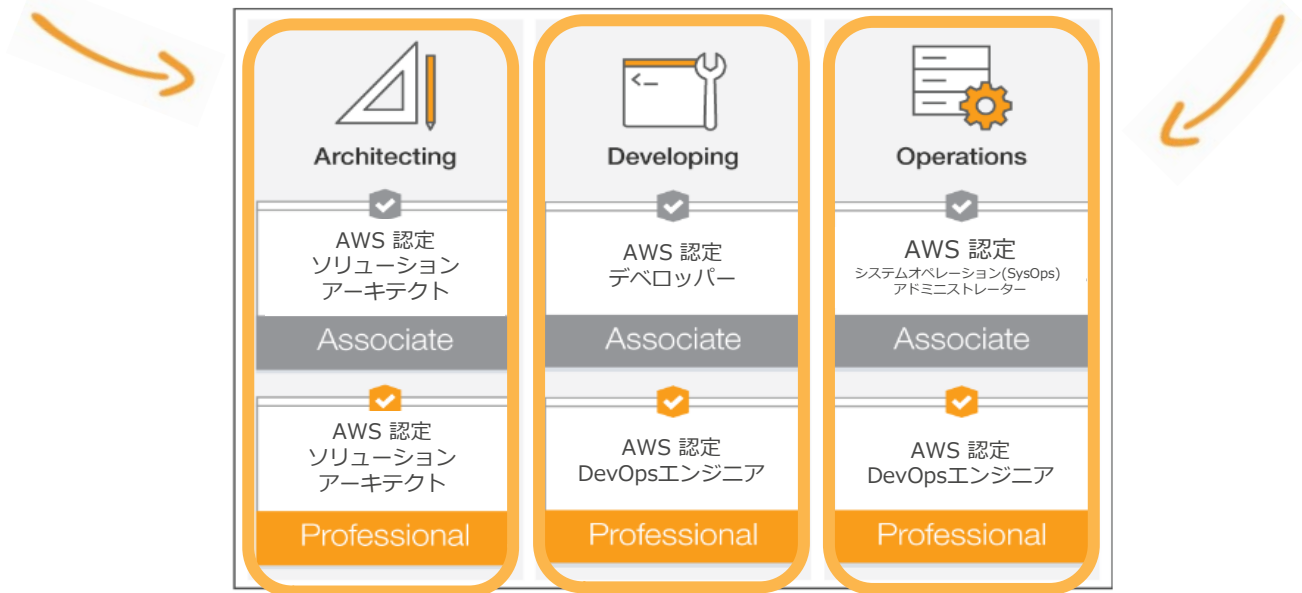 Architecting
AWS 認定
ソリューション
アーキテクト
Associate
AWS 認定
ソリューション
アーキテクト
Professional
Developing
<_
AWS 認定
デベロッパー
Associate
AWS 認定
DevOpsエンジニア
Professional
Operations
AWS 認定
システムオペレーション(SysOps)
アドミニストレーター
Associate
AWS 認定
DevOpsエンジニア
Professional